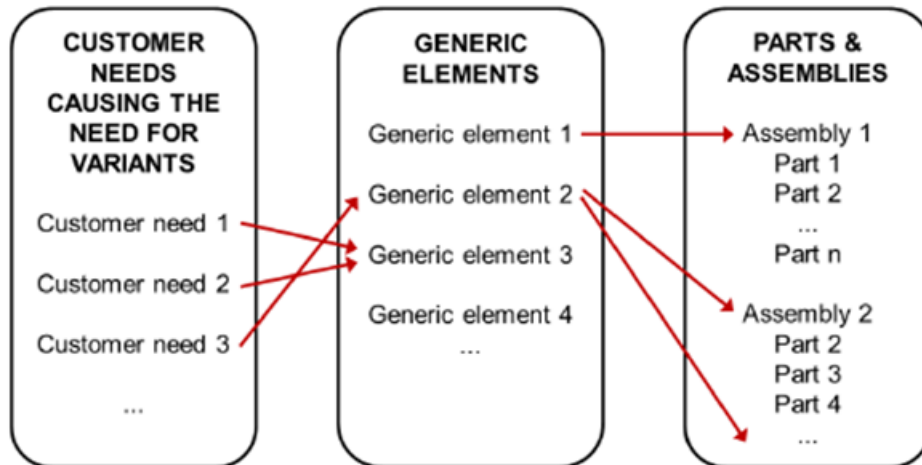 CUSTOMER
NEEDS
CAUSING THE
NEED FOR
VARIANTS
Customer need 1
Customer need 2
Customer need 3
...
GENERIC
ELEMENTS
Generic element 1
Generic element 2
Generic element 3
Generic element 4
...
PARTS &
ASSEMBLIES
Assembly 1
Part 1
Part 2
...
Part n
Assembly 2
Part 2
Part 3
Part 4
...